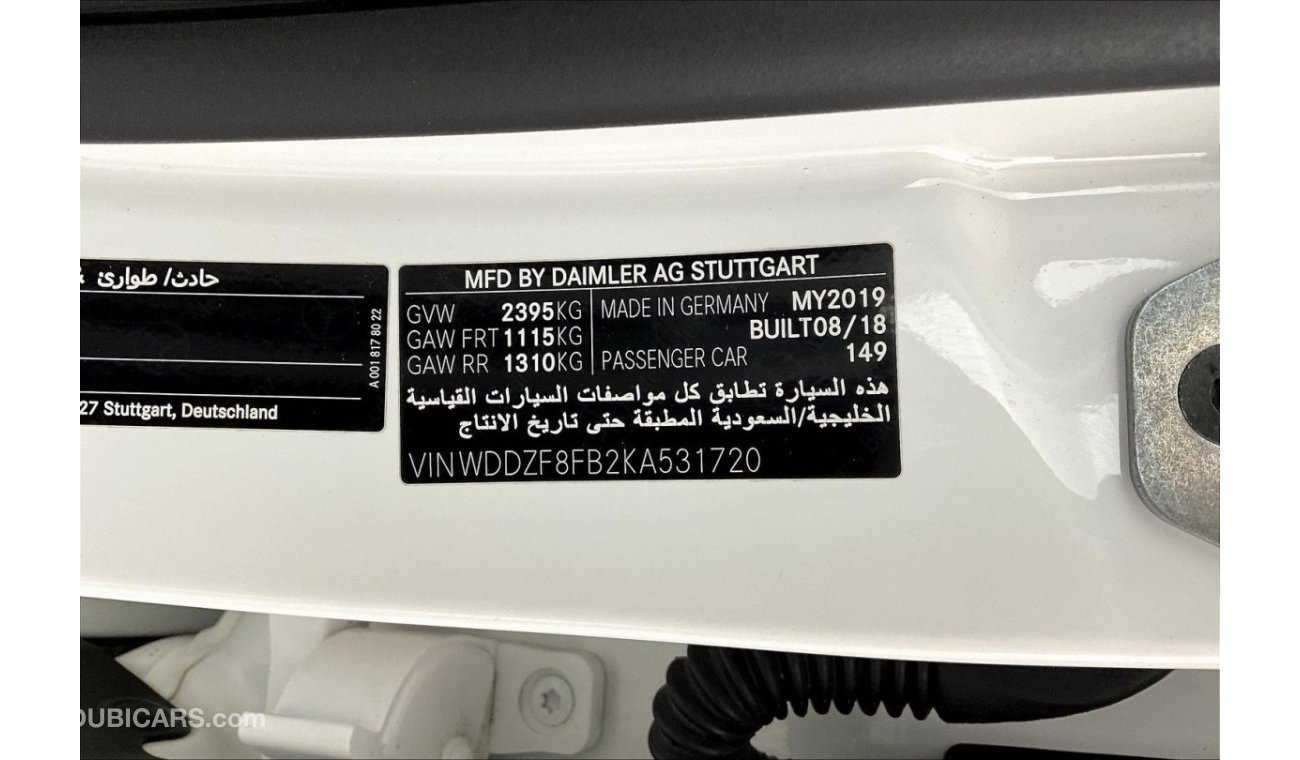 حادث/ طوارئ
27 Stuttgart, Deutschland
A 001 817 80 22
MFD BY DAIMLER AG STUTTGART
GVW 2395KG
GAW FRT 1115KG
GAW RR 1310KG
MADE IN GERMANY MY2019
BUILT08/18
PASSENGER CAR 149
هذه السيارة تطابق كل مواصفات السيارات القياسية
الخليجية/السعودية المطبقة حتى تاريخ الانتاج
VIN WDDZF8FB2KA531720
DUBICARS.com